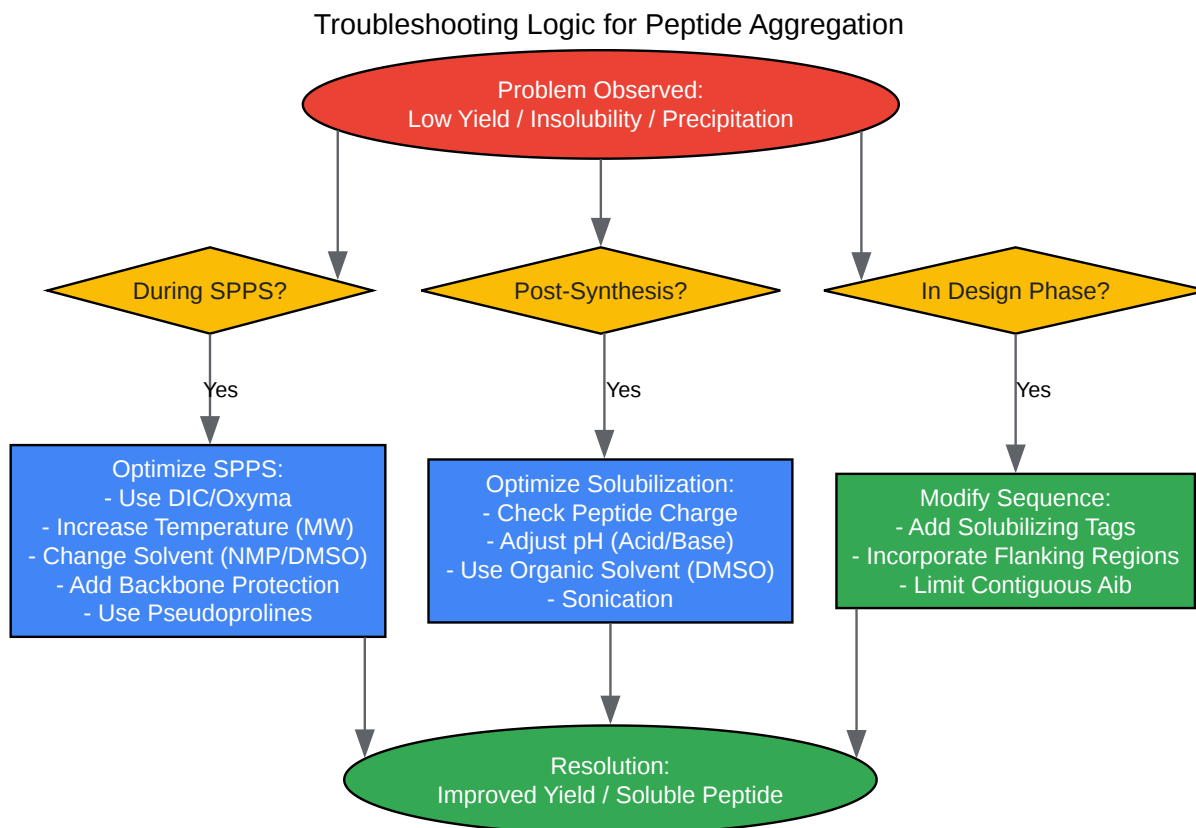 Troubleshooting Logic for Peptide Aggregation
Problem Observed:
Low Yield / Insolubility / Precipitation
During SPPS?
Post-Synthesis?
In Design Phase?
Yes
Yes
Yes
Optimize SPPS:
- Use DIC/Oxyma
- Increase Temperature (MW)
- Change Solvent (NMP/DMSO)
- Add Backbone Protection
- Use Pseudoprolines
Optimize Solubilization:
- Check Peptide Charge
- Adjust pH (Acid/Base)
- Use Organic Solvent (DMSO)
- Sonication
Modify Sequence:
- Add Solubilizing Tags
- Incorporate Flanking Regions
- Limit Contiguous Aib
Resolution:
Improved Yield / Soluble Peptide